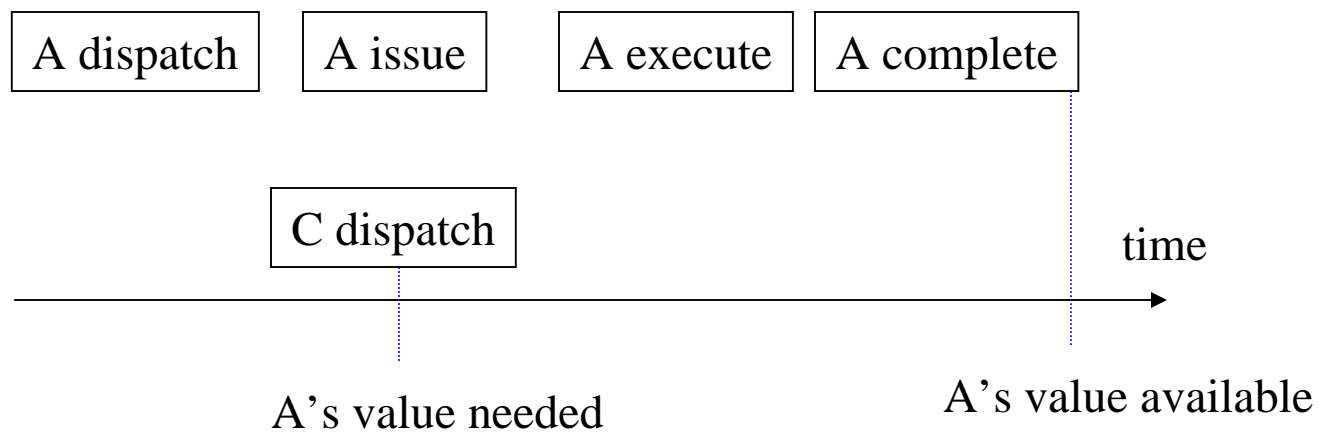 A dispatch
A issue
A execute
A complete
C dispatch
time
A’s value needed
A’s value available